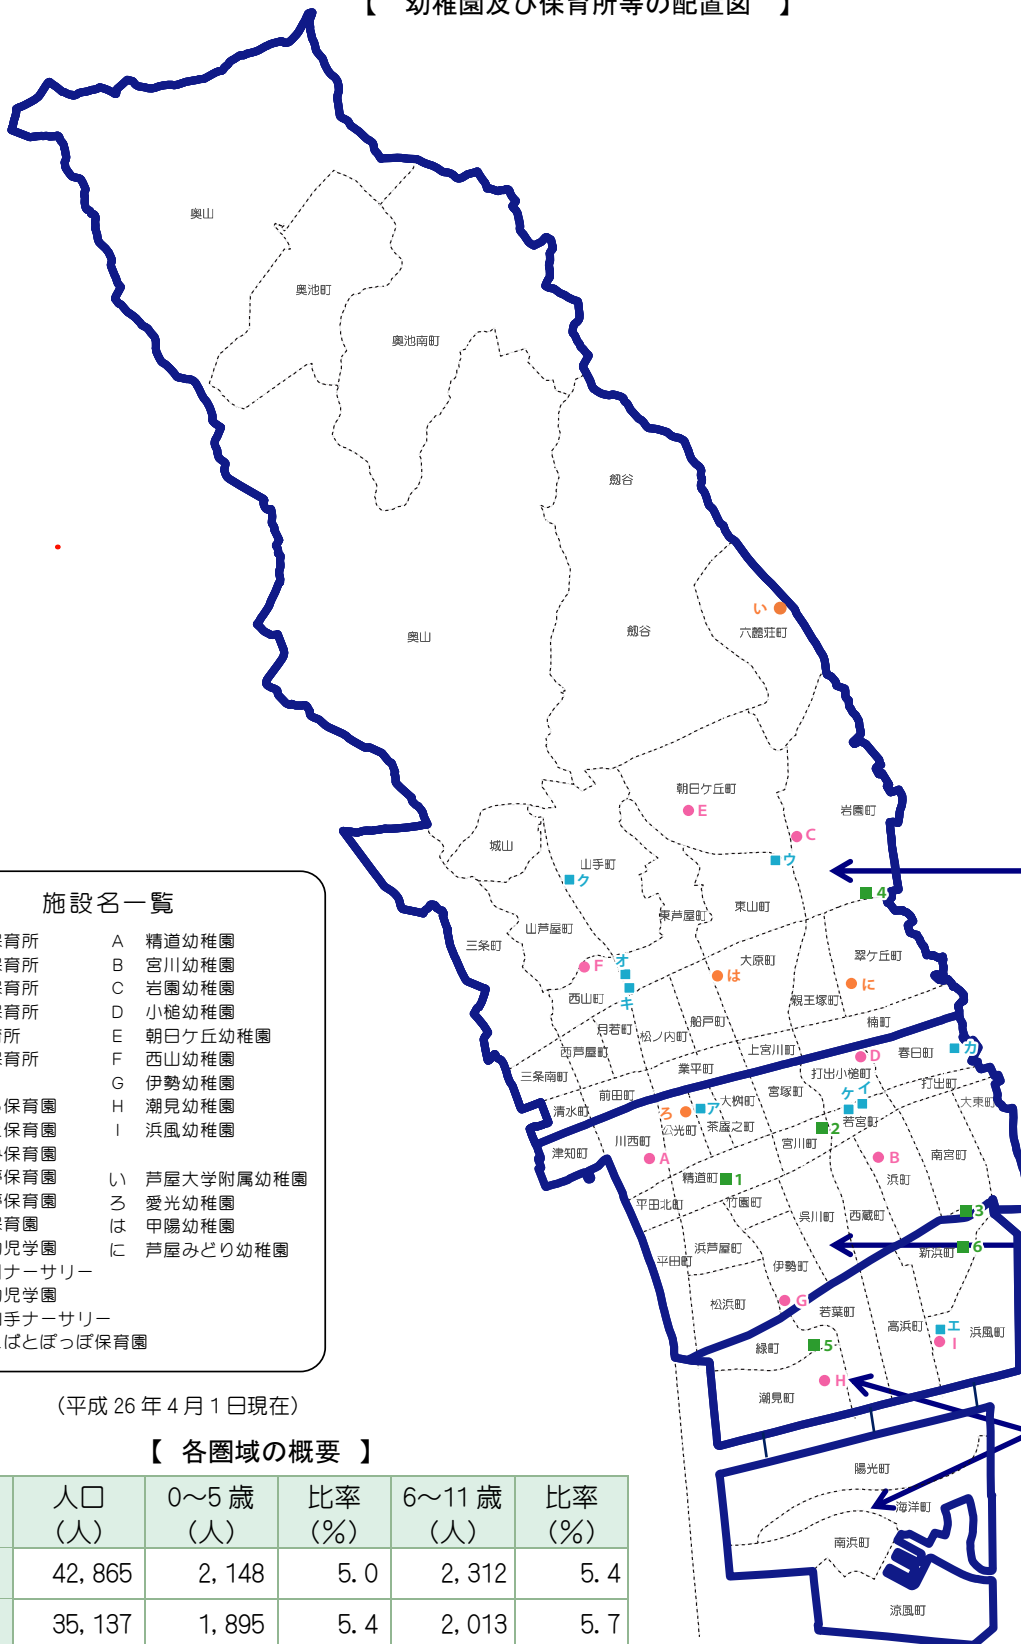 【 幼稚園及び保育所等の配置図 】
奥山
奥池町
奥池南町
劔谷
奥山
劔谷
い
六麓荘町
朝日ケ丘町
E
岩園町
C
城山
山手町
ウ
ク
4
東芦屋町
東山町
山芦屋町
三条町
翠ケ丘町
大原町
オ
F
は
に
キ
西山町
親王塚町
船戸町
楠町
月若町
松ノ内町
西芦屋町
上宮川町
春日町
カ
D
業平町
打出小槌町
三条南町
前田町
宮塚町
打出町
大桝町
ケ
イ
大東町
清水町
ろ
ア
若宮町
公光町
茶屋之町
2
川西町
宮川町
津知町
A
B
南宮町
精道町
1
浜町
平田北町
竹園町
呉川町
西蔵町
3
浜芦屋町
新浜町
6
平田町
伊勢町
松浜町
G
若葉町
高浜町
エ
浜風町
緑町
5
I
潮見町
H
陽光町
海洋町
南浜町
涼風町
施設名一覧
保育所 A 精道幼稚園
保育所 B 宮川幼稚園
保育所 C 岩園幼稚園
保育所 D 小槌幼稚園
育所 E 朝日ケ丘幼稚園
保育所 F 西山幼稚園
G 伊勢幼稚園
保育園 H 潮見幼稚園
保育園 I 浜風幼稚園
保育園
保育園 い 芦屋大学附属幼稚園
保育園 ろ 愛光幼稚園
保育園 は 甲陽幼稚園
幼児学園 に 芦屋みどり幼稚園
ナーサリー
幼児学園
山手ナーサリー
ぱとぽっぽ保育園
（平成26年4月1日現在）
【 各圏域の概要 】
人口（人） 0～5歳（人） 比率（%） 6～11歳（人） 比率（%）
42,865 2,148 5.0 2,312 5.4
35,137 1,895 5.4 2,013 5.7